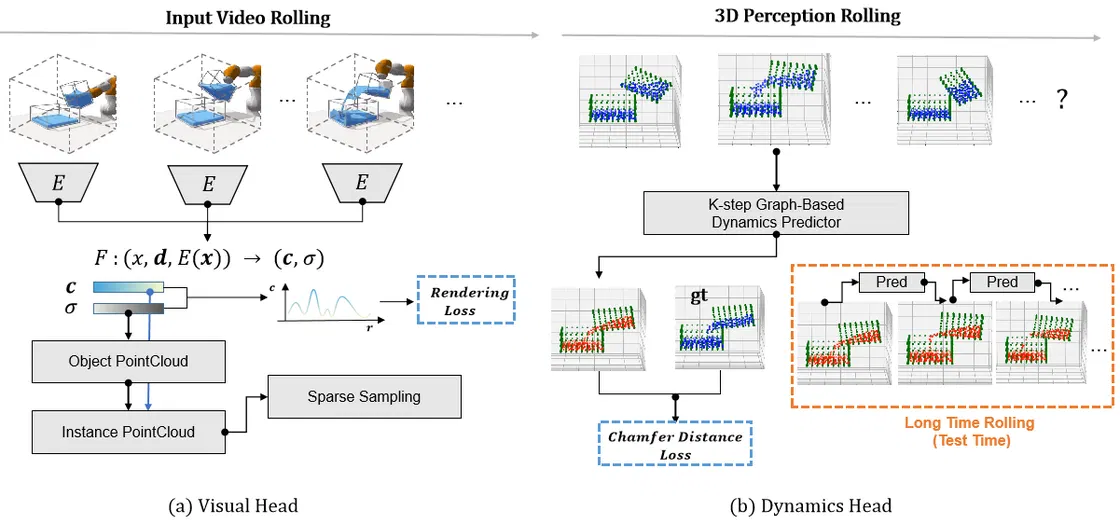 Input Video Rolling
...
...
E
E
E
F : (x, d, E(x)) → (c, σ)
c
σ
c
r
Rendering
Loss
Object PointCloud
Instance PointCloud
Sparse Sampling
(a) Visual Head
3D Perception Rolling
...
... ?
K-step Graph-Based
Dynamics Predictor
gt
Chamfer Distance
Loss
Pred
Pred
...
...
Long Time Rolling
(Test Time)
(b) Dynamics Head